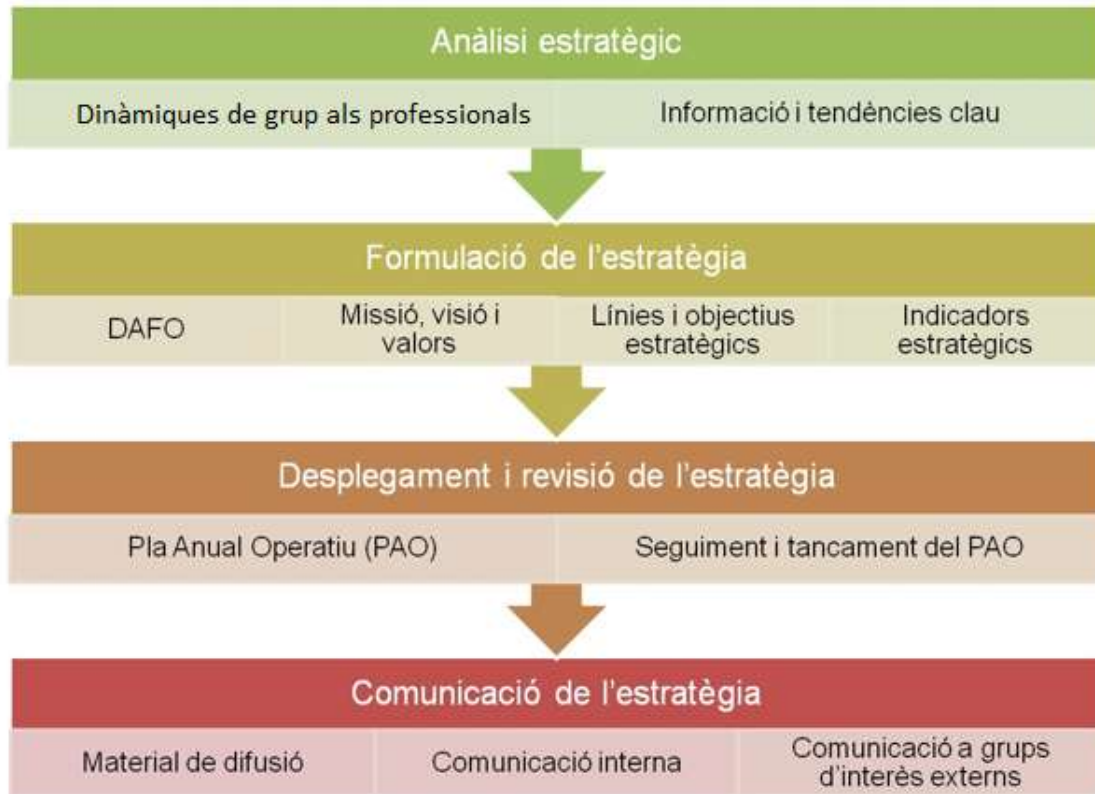 Anàlisi estratègic
Dinàmiques de grup als professionals
Informació i tendències clau
Formulació de l'estratègia
DAFO
Missió, visió i
valors
Línies i objectius
estratègics
Indicadors
estratègics
Desplegament i revisió de l'estratègia
Pla Anual Operatiu (PAO)
Seguiment i tancament del PAO
Comunicació de l'estratègia
Material de difusió
Comunicació interna
Comunicació a grups
d'interès externs